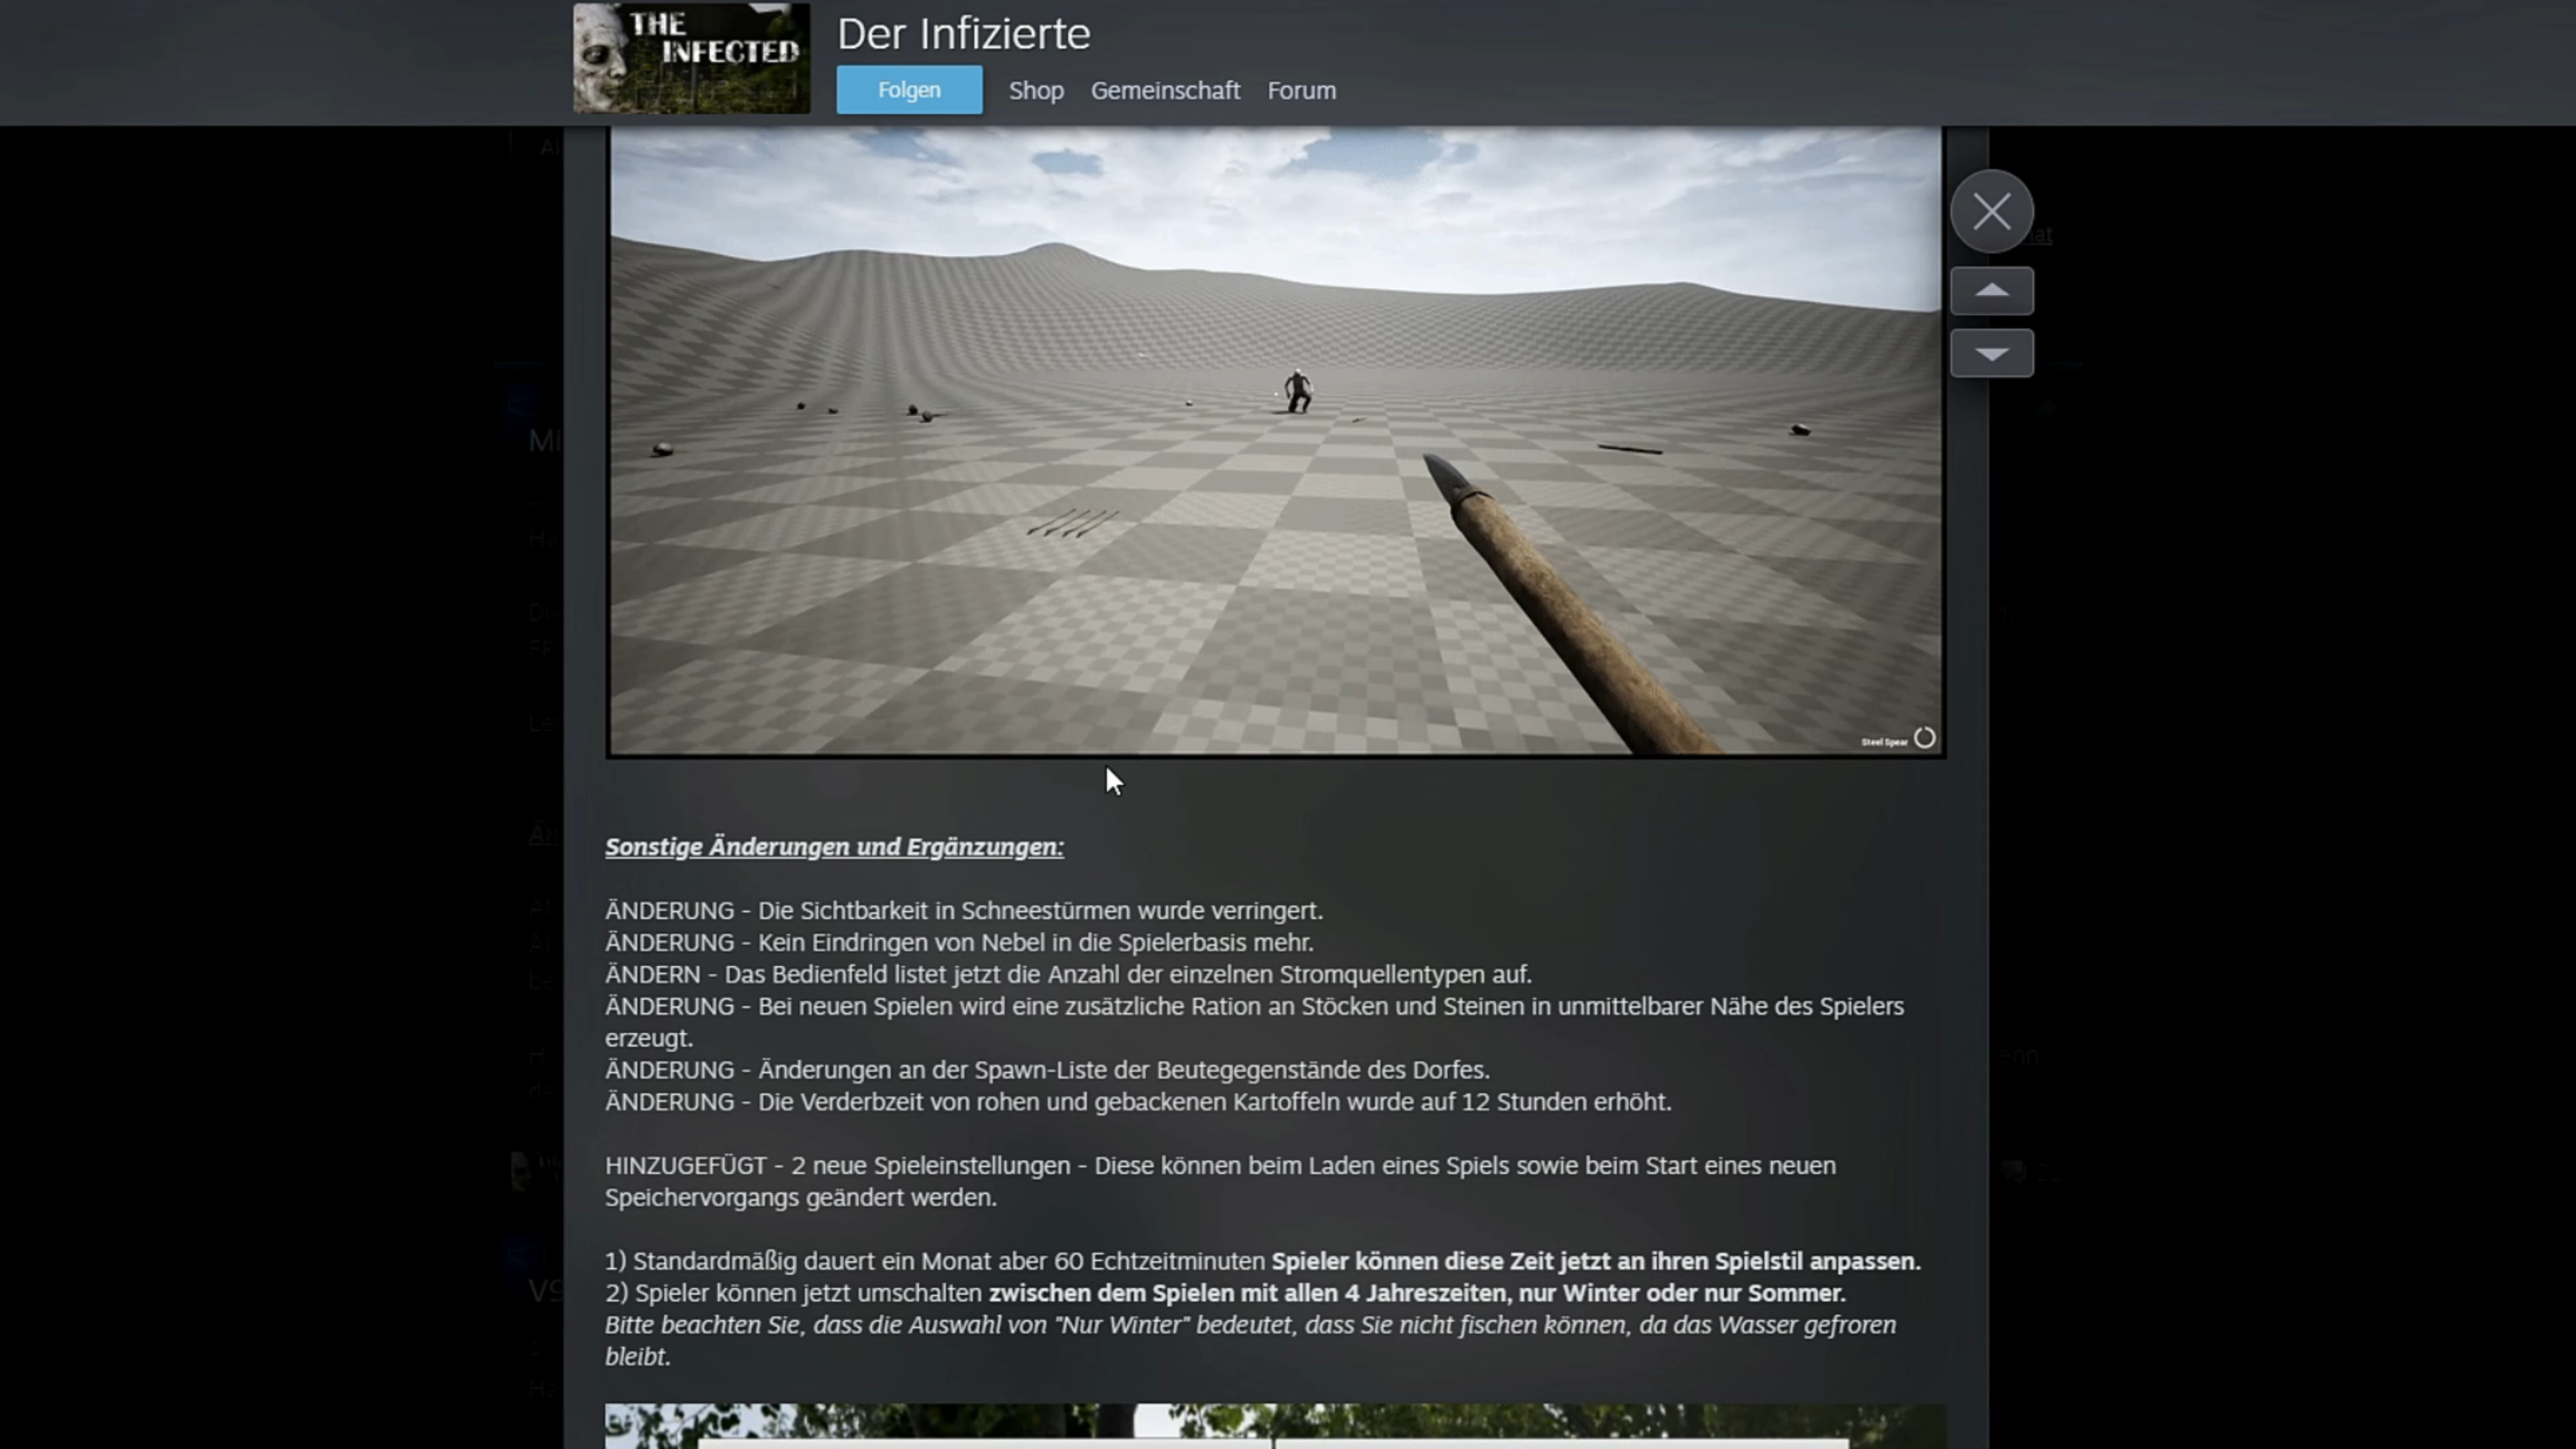 THE
INFECTED
Der Infizierte
Folgen Shop Gemeinschaft Forum
Steel Spear
Sonstige Änderungen und Ergänzungen:
ÄNDERUNG - Die Sichtbarkeit in Schneestürmen wurde verringert.
ÄNDERUNG - Kein Eindringen von Nebel in die Spielerbasis mehr.
ÄNDERN - Das Bedienfeld listet jetzt die Anzahl der einzelnen Stromquellentypen auf.
ÄNDERUNG - Bei neuen Spielen wird eine zusätzliche Ration an Stöcken und Steinen in unmittelbarer Nähe des Spielers
erzeugt.
ÄNDERUNG - Änderungen an der Spawn-Liste der Beutegegenstände des Dorfes.
ÄNDERUNG - Die Verderbzeit von rohen und gebackenen Kartoffeln wurde auf 12 Stunden erhöht.
HINZUGEFÜGT - 2 neue Spieleinstellungen - Diese können beim Laden eines Spiels sowie beim Start eines neuen
Speichervorgangs geändert werden.
1) Standardmäßig dauert ein Monat aber 60 Echtzeitminuten Spieler können diese Zeit jetzt an ihren Spielstil anpassen.
2) Spieler können jetzt umschalten zwischen dem Spielen mit allen 4 Jahreszeiten, nur Winter oder nur Sommer.
Bitte beachten Sie, dass die Auswahl von "Nur Winter" bedeutet, dass Sie nicht fischen können, da das Wasser gefroren
bleibt.